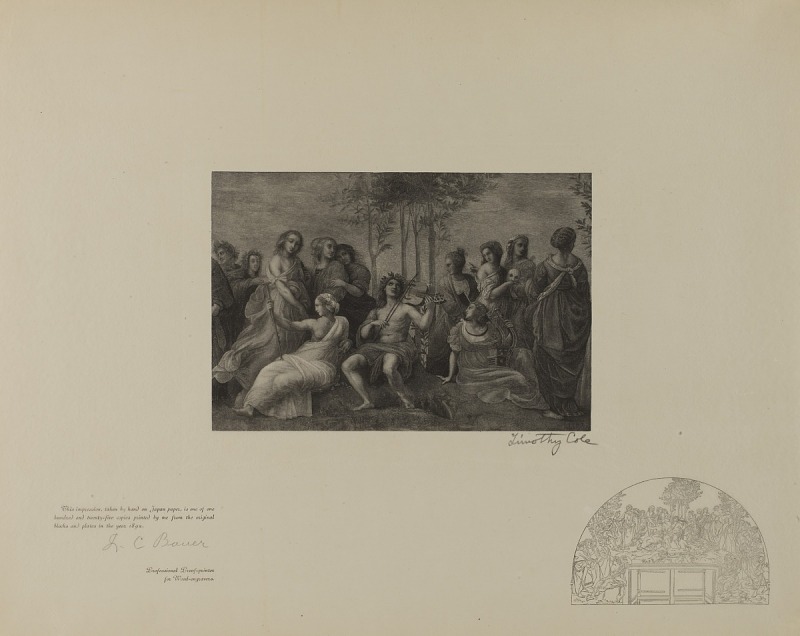 Timothy Cole
This impression, taken by hand on Japan paper, is one of one
hundred and twenty-five copies printed by me from the original
blocks and plates in the year 1892.
C Bauer
Professional Proof-printer
for Wood-engravers